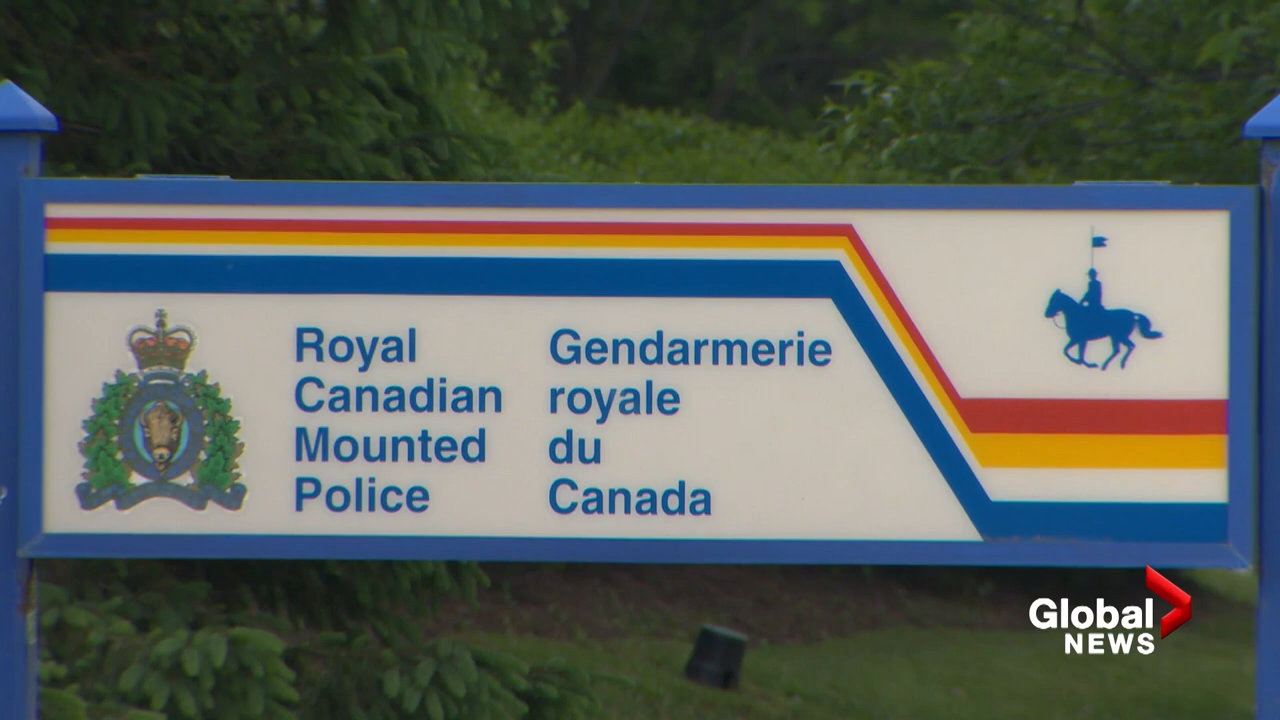 Royal
Canadian
Mounted
Police
Gendarmerie
royale
du
Canada
Global
NEWS